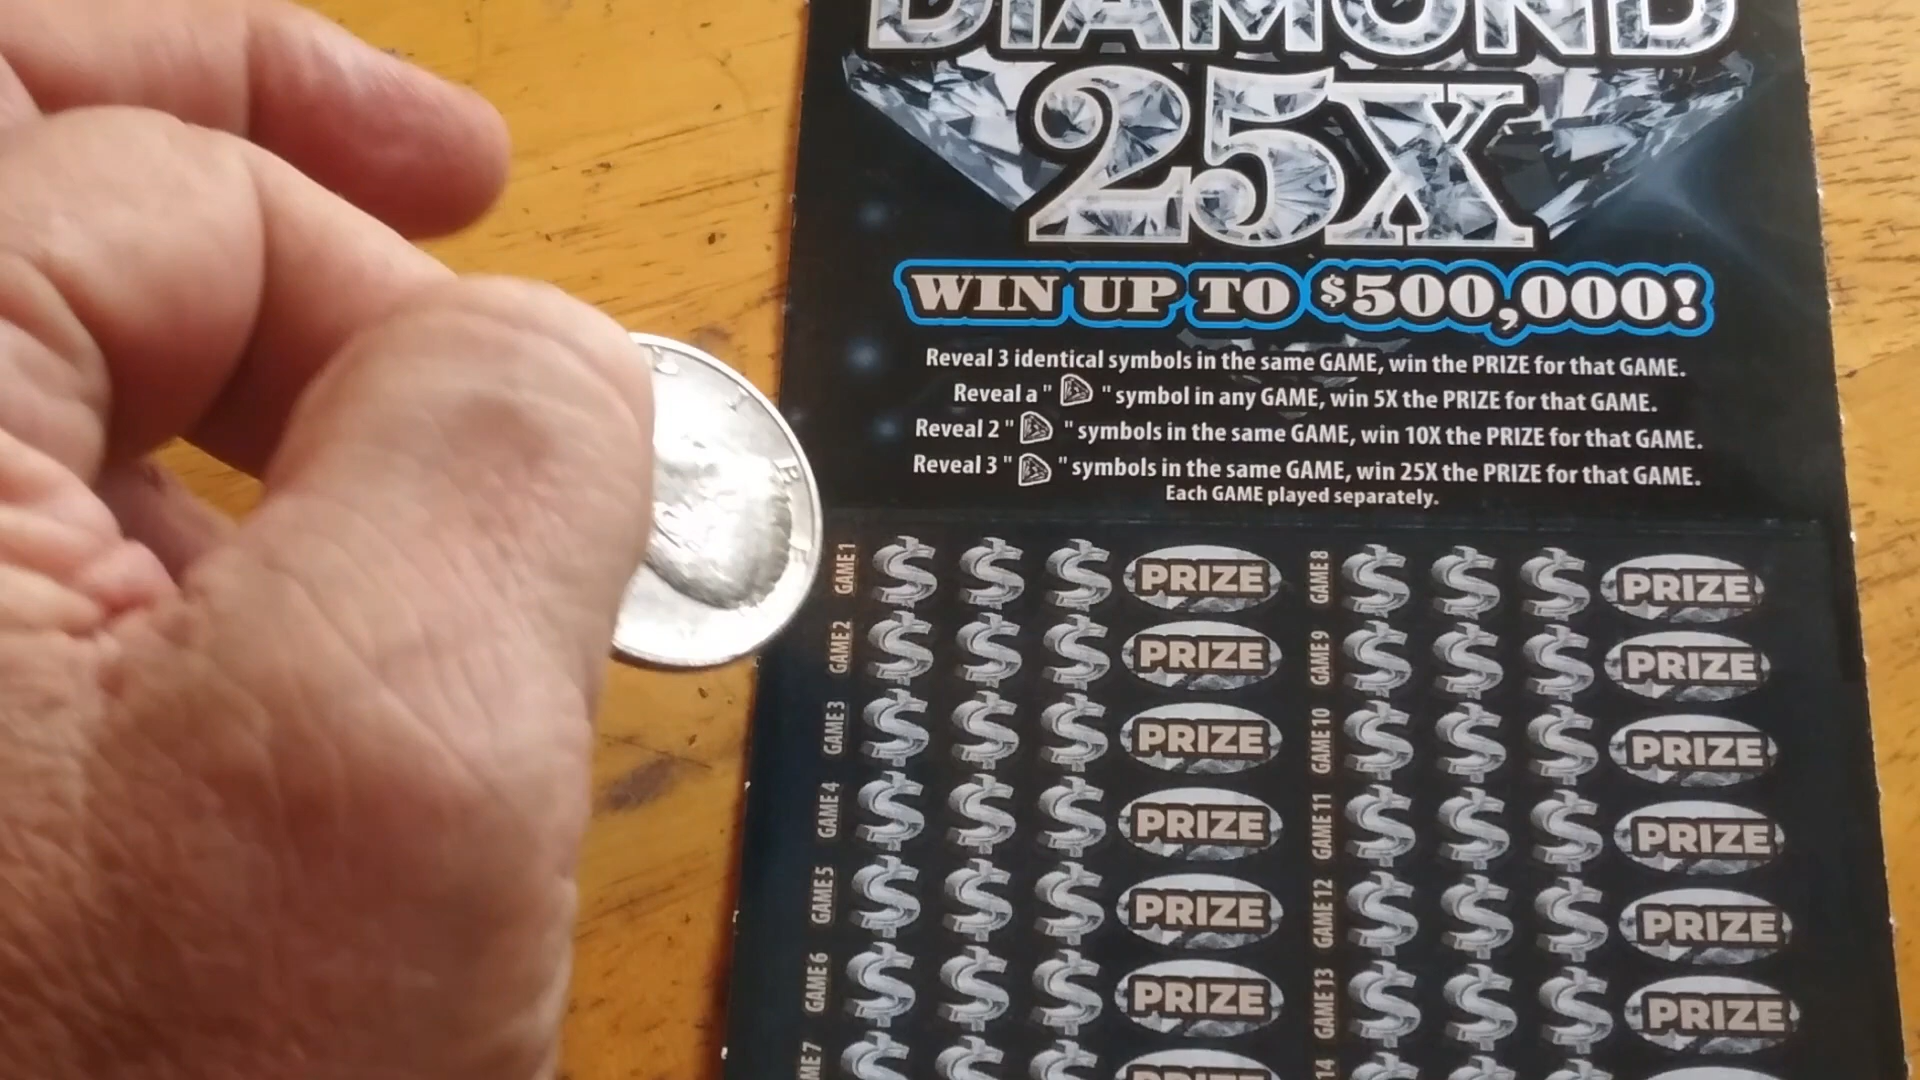 DIAMOND
25X
WIN UP TO $500,000!
Reveal 3 identical symbols in the same GAME, win the PRIZE for that GAME.
Reveal a " " symbol in any GAME, win 5X the PRIZE for that GAME.
Reveal 2 " " symbols in the same GAME, win 10X the PRIZE for that GAME.
Reveal 3 " " symbols in the same GAME, win 25X the PRIZE for that GAME.
Each GAME played separately.
GAME 1 $ $ $ PRIZE
GAME 2 $ $ $ PRIZE
GAME 3 $ $ $ PRIZE
GAME 4 $ $ $ PRIZE
GAME 5 $ $ $ PRIZE
GAME 6 $ $ $ PRIZE
ME 7 $ $ $ PRIZE
GAME 8 $ $ $ PRIZE
GAME 9 $ $ $ PRIZE
GAME 10 $ $ $ PRIZE
GAME 11 $ $ $ PRIZE
GAME 12 $ $ $ PRIZE
GAME 13 $ $ $ PRIZE
14 $ $ $